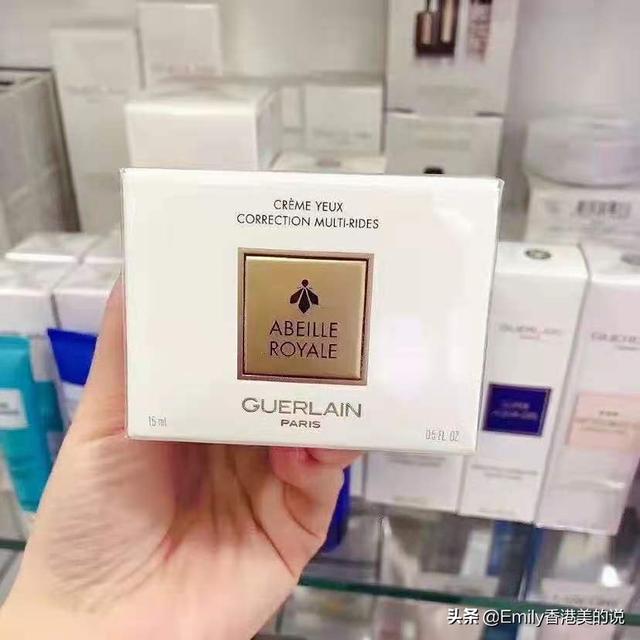 CRÈME YEUX
CORRECTION MULTI-RIDES
ABEILLE
ROYALE
GUERLAIN
PARIS
15 ml
0.5 FL. OZ
GUERLAIN
头条 @Emily香港美的说